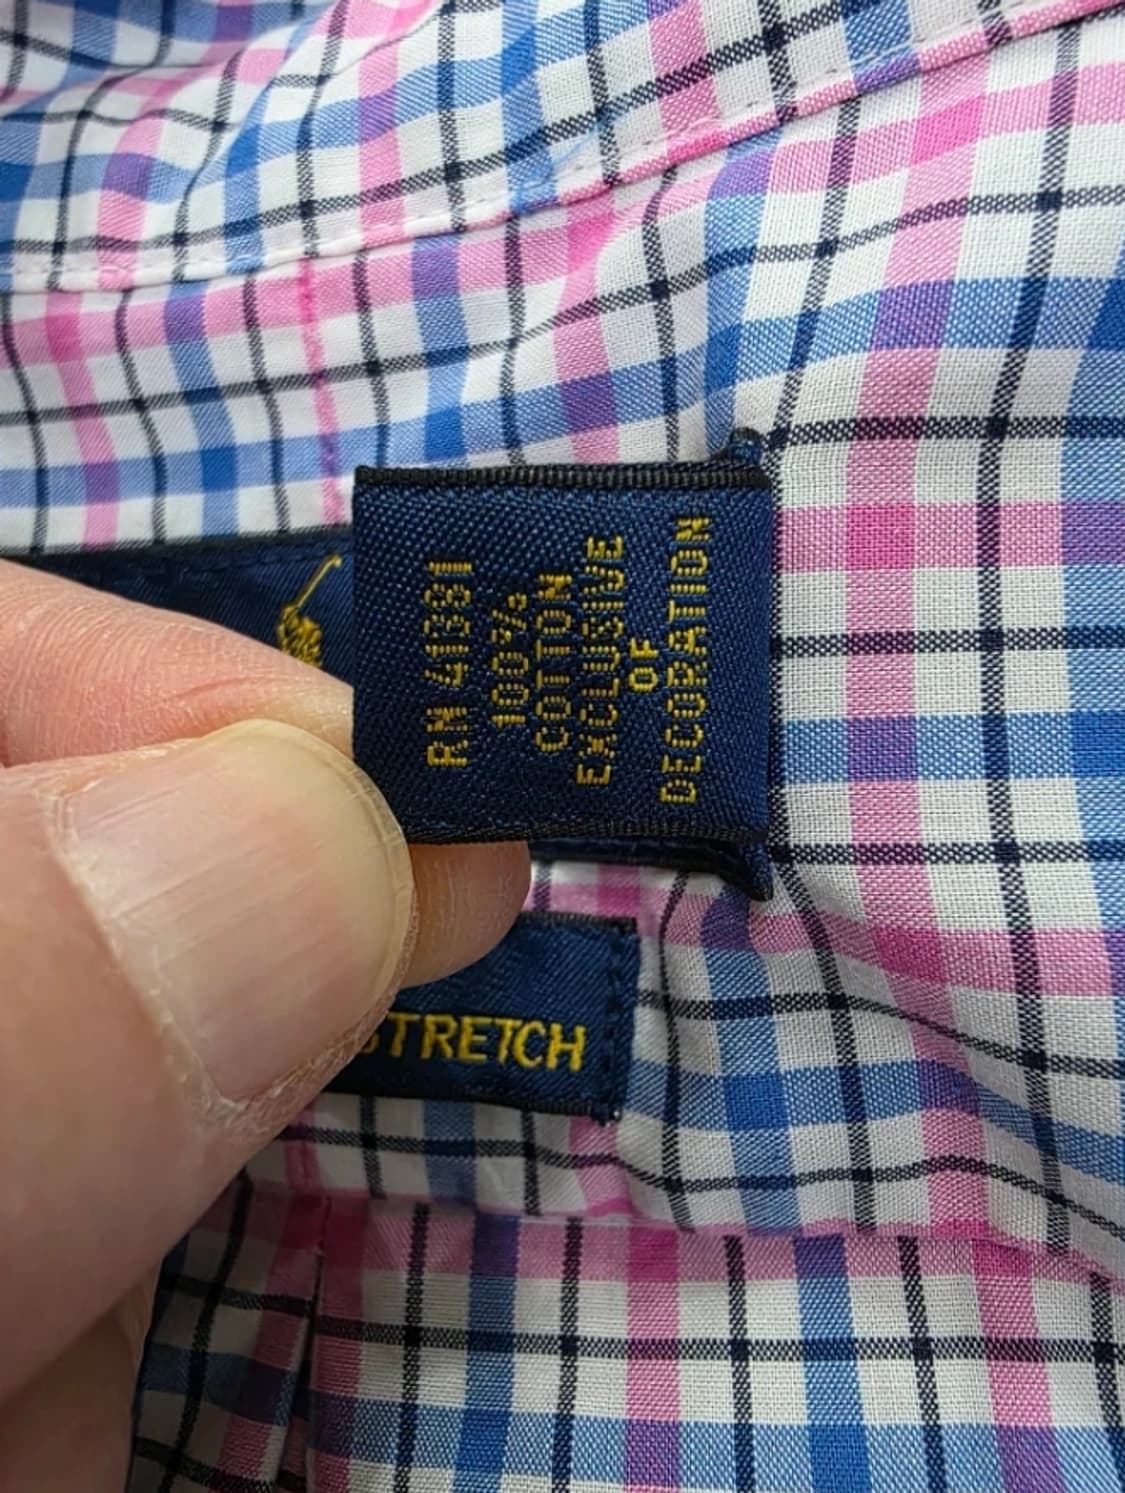 RN 41381
100%
COTTON
EXCLUSIVE
OF
DECORATION
STRETCH